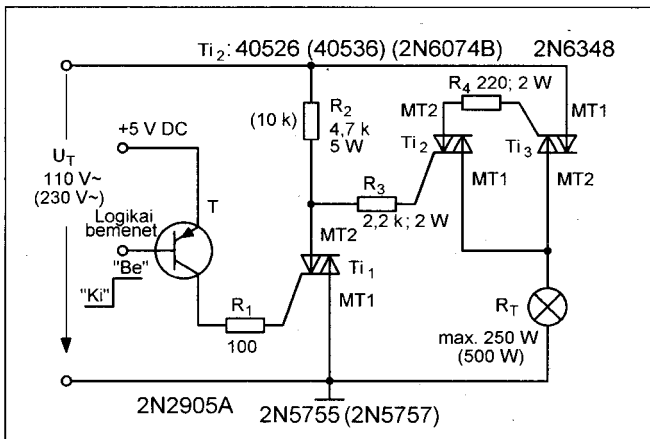 Ti2: 40526 (40536) (2N6074B) 2N6348
R4 220; 2 W
(10 k)
R2
4,7 k
5 W
MT2
MT1
+5 V DC
Ti2
Ti3
UT
110 V~
(230 V~)
T
R3
MT1
MT2
2,2 k; 2 W
Logikai
bemenet
MT2
"Be"
Ti1
"Ki"
MT1
R1
100
RT
max. 250 W
(500 W)
2N2905A
2N5755 (2N5757)